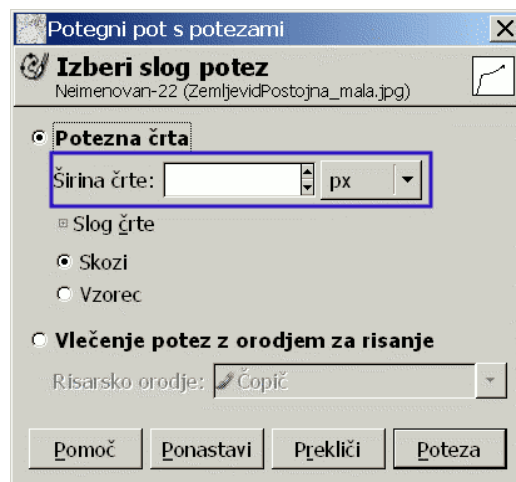 Potegni pot s potezami
Izberi slog potez
Neimenovan-22 (ZemljevidPostojna_mala.jpg)
Potezna črta
Širina črte: px
Slog črte
Skozi
Vzorec
Vlečenje potez z orodjem za risanje
Risarsko orodje: Čopič
Pomoč Ponastavi Prekliči Poteza